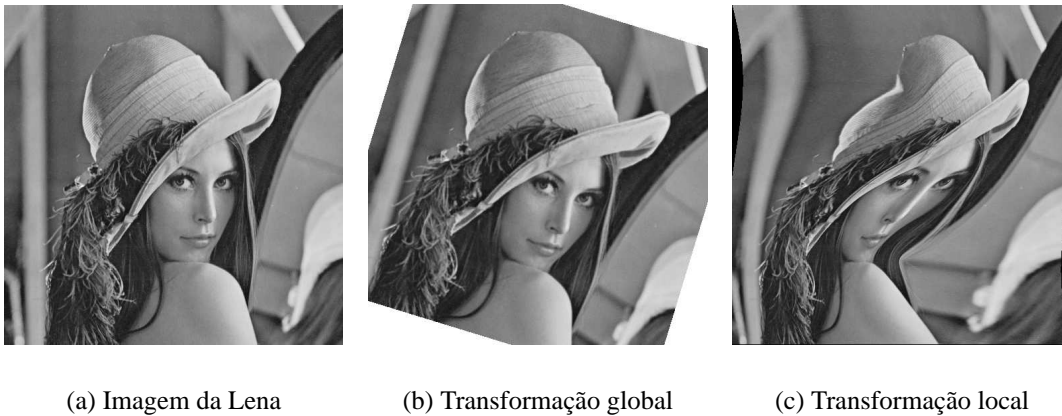 (a) Imagem da Lena
(b) Transformação global
(c) Transformação local